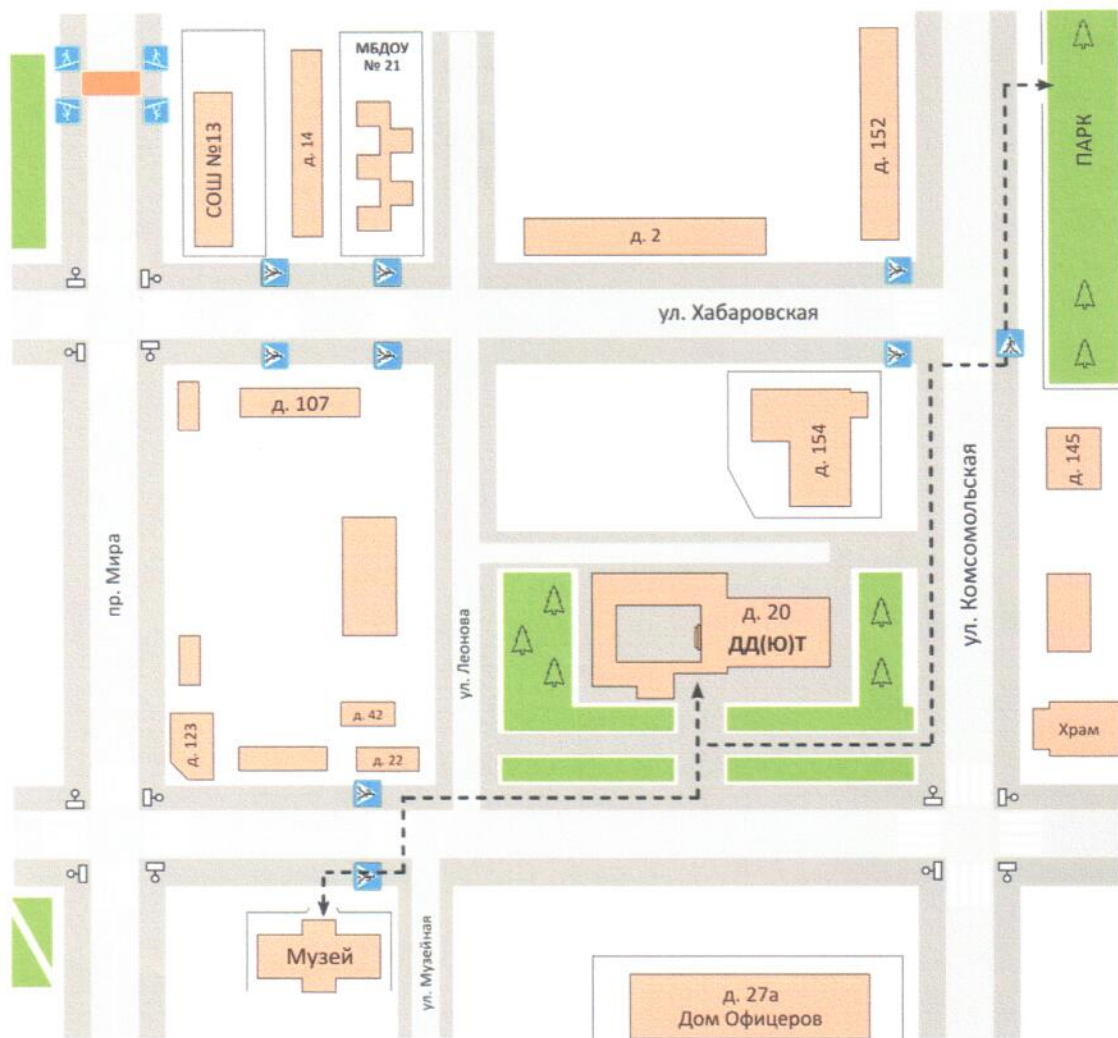 МБДОУ
№ 21
СОШ №13
д. 14
д. 152
ПАРК
д. 2
ул. Хабаровская
д. 107
д. 154
д. 145
пр. Мира
ул. Леонова
ул. Комсомольская
д. 20
ДД(Ю)Т
д. 42
д. 123
д. 22
Храм
Музей
ул. Музейная
д. 27а
Дом Офицеров